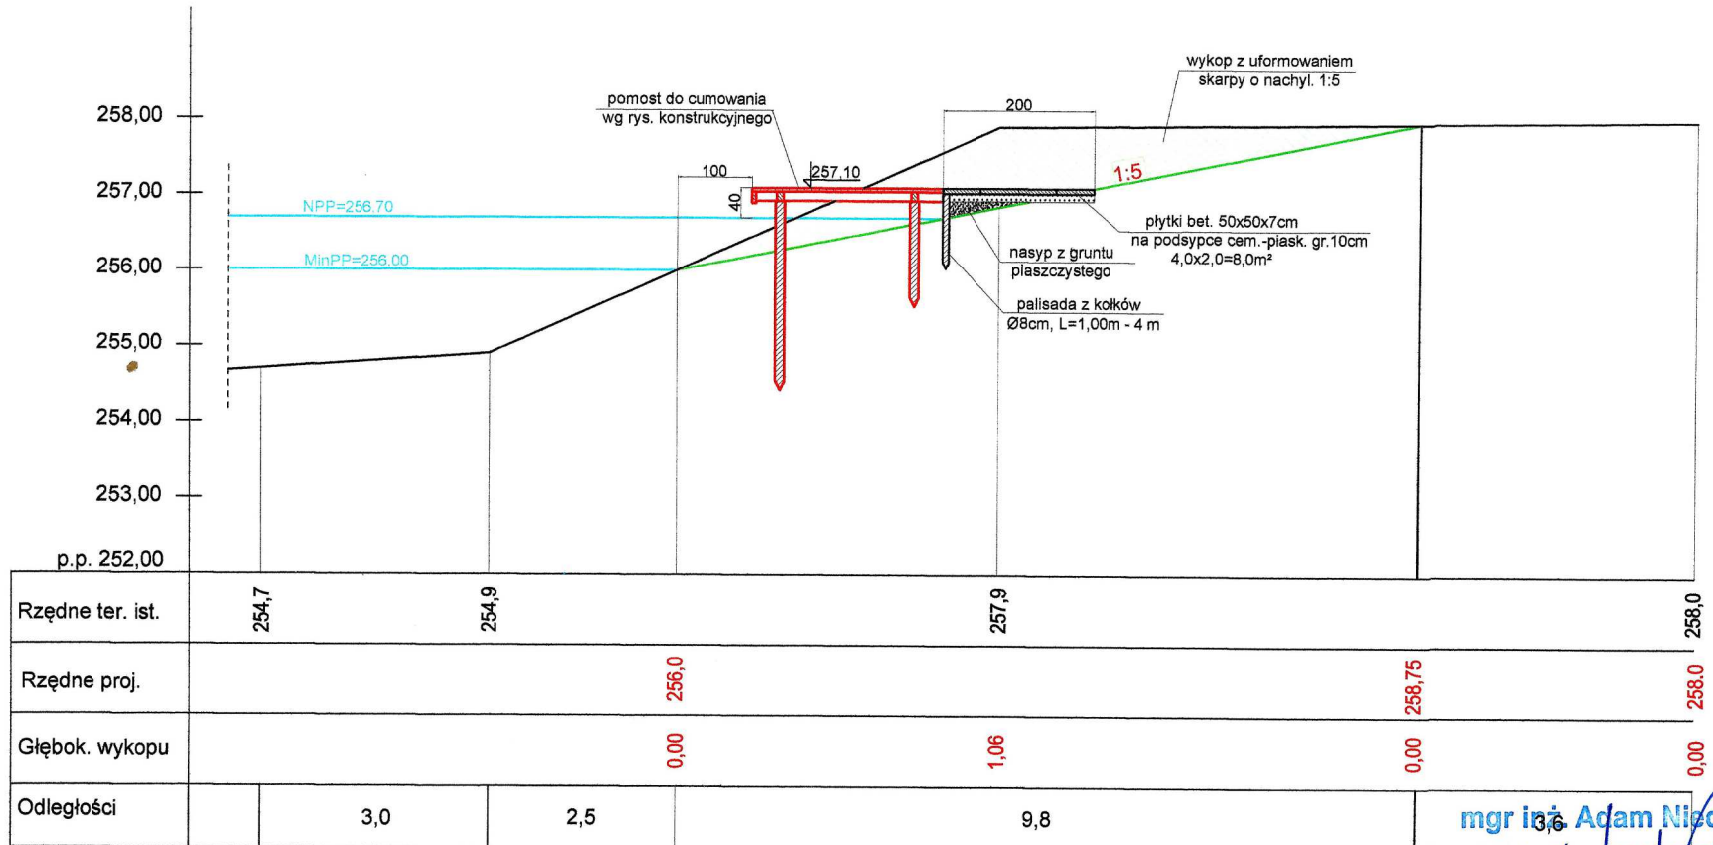 wykop z uformowaniem
skarpy o nachyl. 1:5
pomost do cumowania
wg rys. konstrukcyjnego
200
258,00
100
257,10
1:5
257,00
40
NPP=256.70
płytki bet. 50x50x7cm
na podsypce cem.-piask. gr.10cm
4,0x2,0=8,0m²
nasyp z gruntu
piaszczystego
256,00
MinPP=256.00
palisada z kołków
Ø8cm, L=1,00m - 4 m
255,00
254,00
253,00
p.p. 252,00
Rzędne ter. ist. 254,7 254,9 257,9 258,0
Rzędne proj. 256,0 258,75 258.0
Głębok. wykopu 0,00 1,06 0,00 0,00
Odległości 3,0 2,5 9,8 3,6
mgr inż. Adam